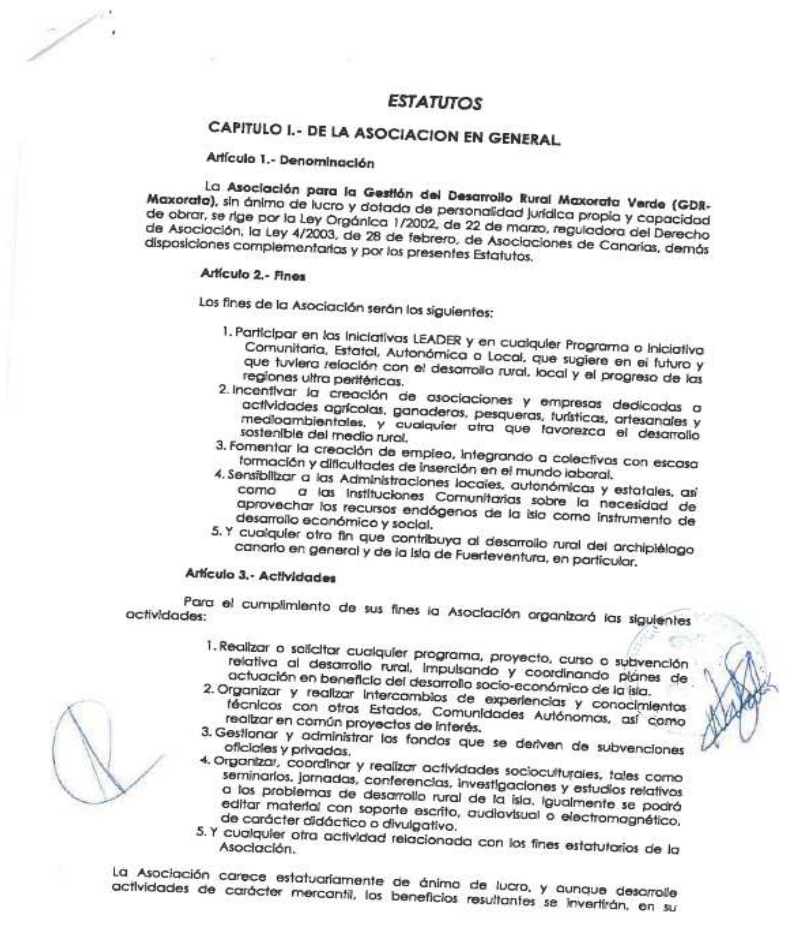 ESTATUTOS
CAPITULO I.- DE LA ASOCIACION EN GENERAL
Artículo 1.- Denominación
La Asociación para la Gestión del Desarrollo Rural Maxorata Verde (GDR-
Maxorata), sin ánimo de lucro y dotada de personalidad jurídica propia y capacidad
de obrar, se rige por la Ley Orgánica 1/2002, de 22 de marzo, reguladora del Derecho
de Asociación, la Ley 4/2003, de 28 de febrero, de Asociaciones de Canarias, demás
disposiciones complementarias y por los presentes Estatutos.
Artículo 2.- Fines
Los fines de la Asociación serán los siguientes:
1. Participar en las Iniciativas LEADER y en cualquier Programa o Iniciativa
Comunitaria, Estatal, Autonómica o Local, que sugiere en el futuro y
que tuviera relación con el desarrollo rural, local y el progreso de las
regiones ultra periféricas.
2. Incentivar la creación de asociaciones y empresas dedicadas a
actividades agrícolas, ganaderas, pesqueras, turísticas, artesanales y
medioambientales, y cualquier otra que favorezca el desarrollo
sostenible del medio rural.
3. Fomentar la creación de empleo, integrando a colectivos con escasa
formación y dificultades de inserción en el mundo laboral.
4. Sensibilizar a las Administraciones locales, autonómicas y estatales, así
como a las Instituciones Comunitarias sobre la necesidad de
aprovechar los recursos endógenos de la isla como instrumento de
desarrollo económico y social.
5. Y cualquier otro fin que contribuya al desarrollo rural del archipiélago
canario en general y de la Isla de Fuerteventura, en particular.
Artículo 3.- Actividades
Para el cumplimiento de sus fines la Asociación organizará las siguientes
actividades:
1. Realizar o solicitar cualquier programa, proyecto, curso o subvención
relativa al desarrollo rural, impulsando y coordinando planes de
actuación en beneficio del desarrollo socio-económico de la isla.
2. Organizar y realizar intercambios de experiencias y conocimientos
técnicos con otros Estados, Comunidades Autónomas, así como
realizar en común proyectos de interés.
3. Gestionar y administrar los fondos que se deriven de subvenciones
oficiales y privadas.
4. Organizar, coordinar y realizar actividades socioculturales, tales como
seminarios, jornadas, conferencias, investigaciones y estudios relativos
a los problemas de desarrollo rural de la isla. Igualmente se podrá
editar material con soporte escrito, audiovisual o electromagnético,
de carácter didáctico o divulgativo.
5. Y cualquier otra actividad relacionada con los fines estatutarios de la
Asociación.
La Asociación carece estatuariamente de ánimo de lucro, y aunque desarrolle
actividades de carácter mercantil, los beneficios resultantes se invertirán, en su